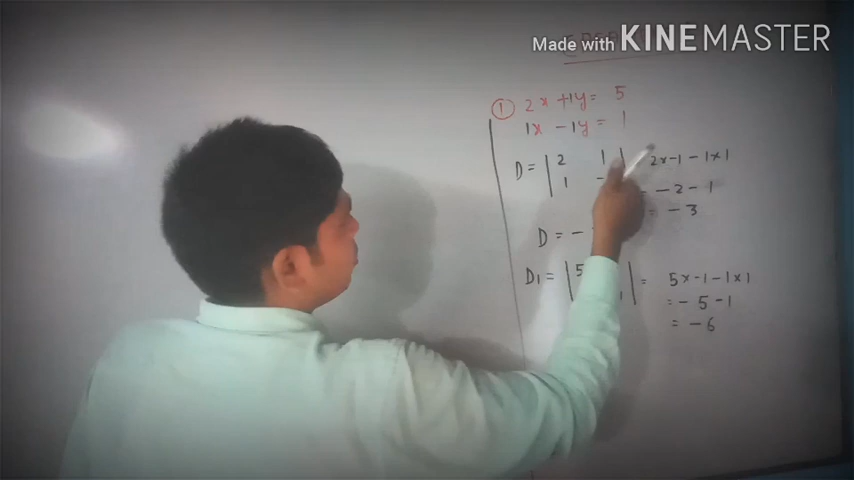 Made with KINEMASTER
① 2x + 1y = 5
1x - 1y = 1
D = | 2 1 | 2x-1 - 1x1
| 1 - = -2 - 1
= -3
D = -
D1 = | 5 | = 5x-1 - 1x1
1 | = -5 - 1
= -6